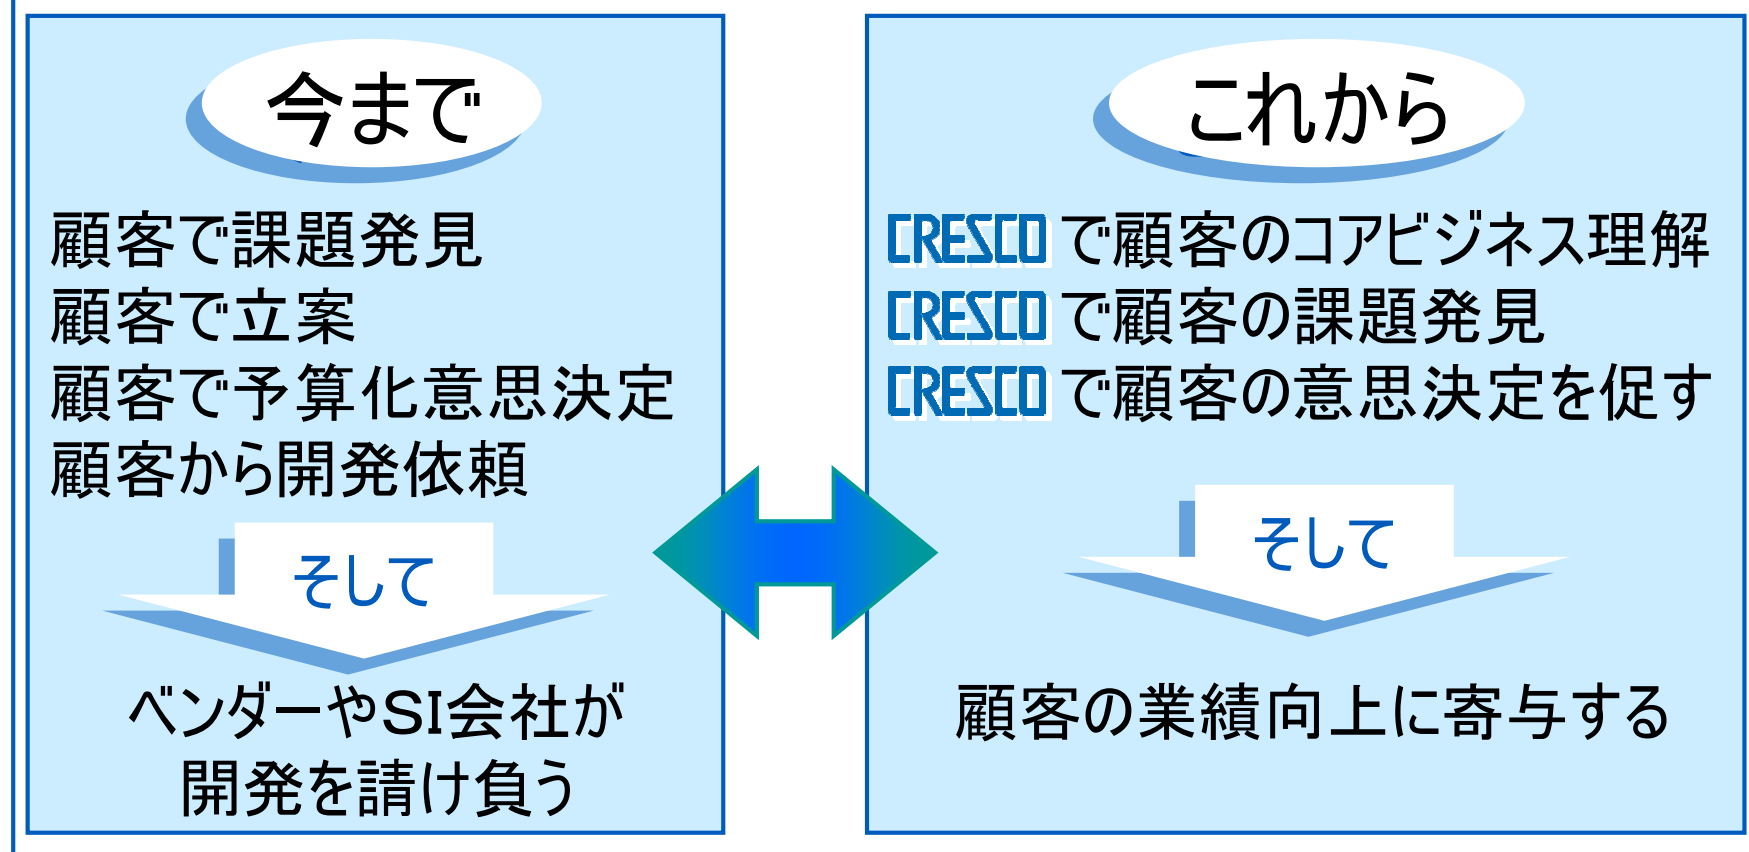 今まで
顧客で課題発見
顧客で立案
顧客で予算化意思決定
顧客から開発依頼
そして
ベンダーやSI会社が
開発を請け負う
これから
CRESCOで顧客のコアビジネス理解
CRESCOで顧客の課題発見
CRESCOで顧客の意思決定を促す
そして
顧客の業績向上に寄与する